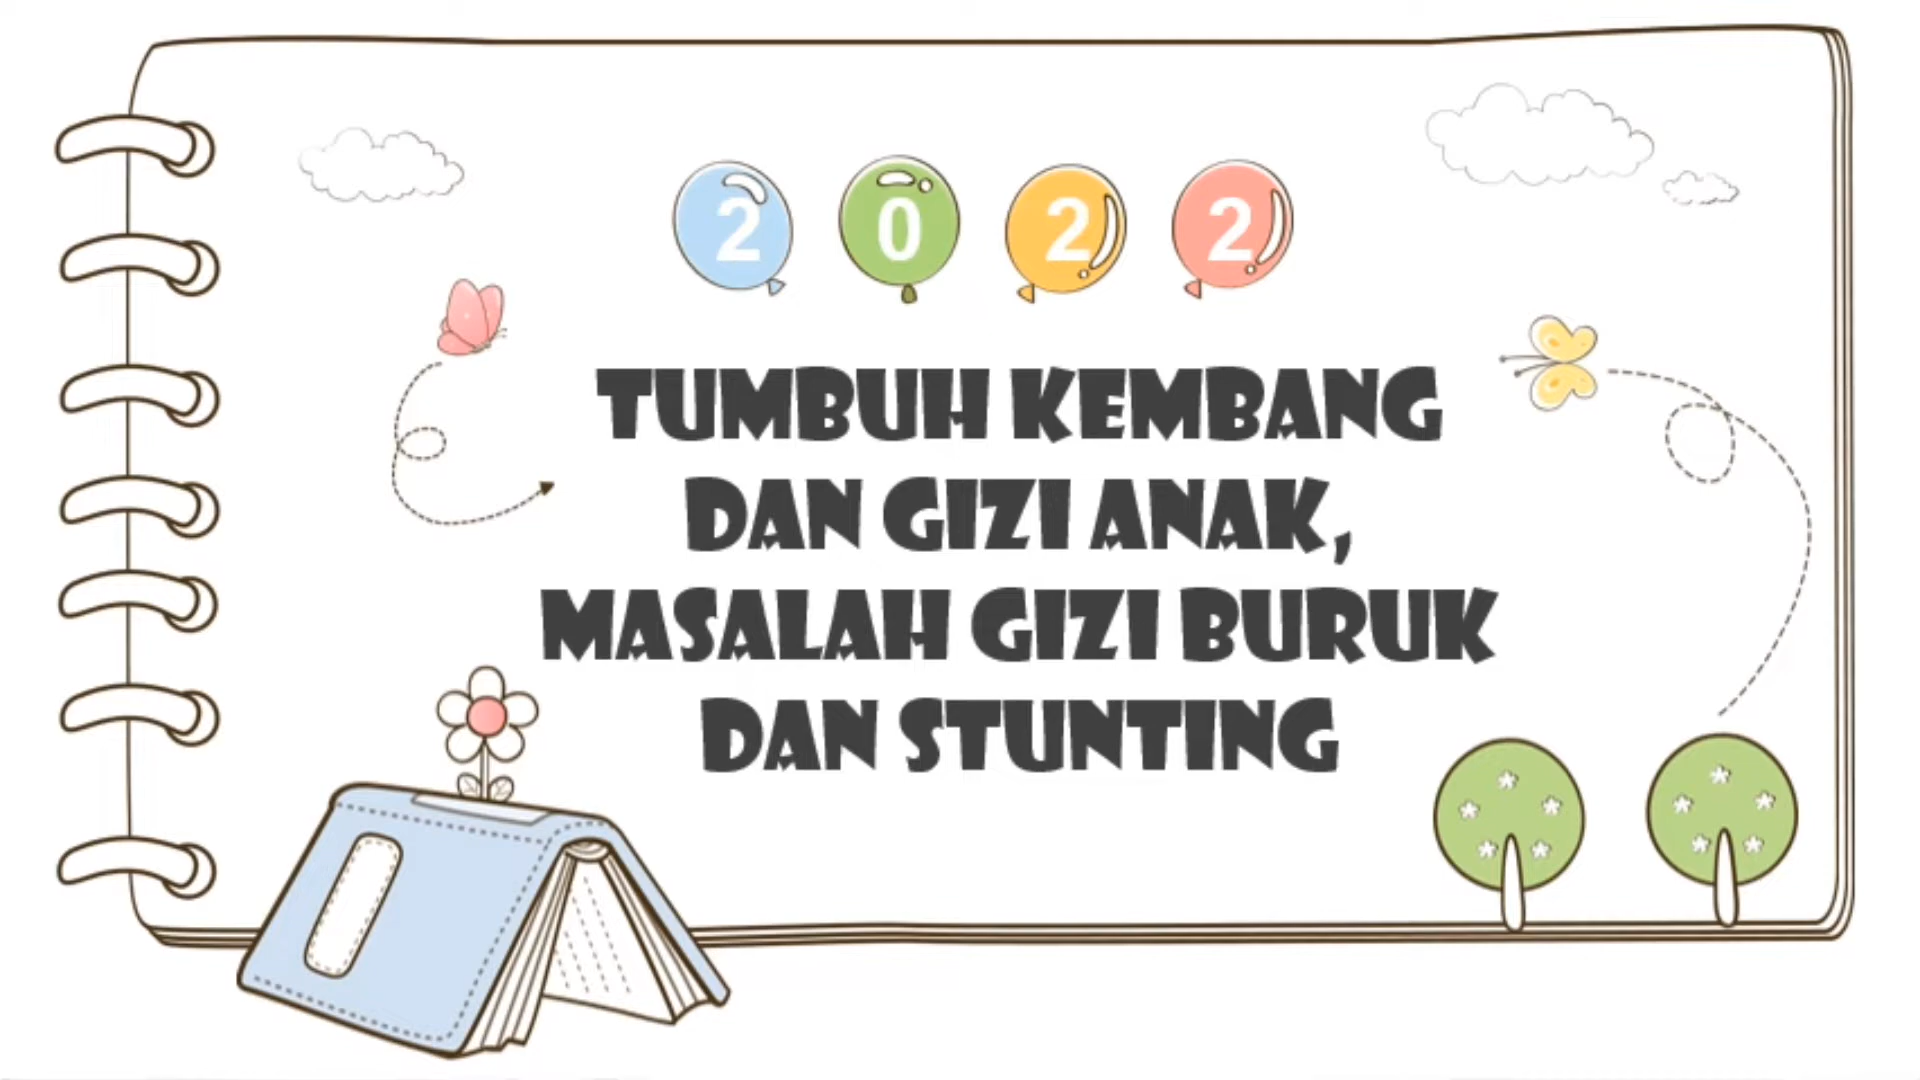 2022
TUMBUH KEMBANG
DAN GIZI ANAK,
MASALAH GIZI BURUK
DAN STUNTING